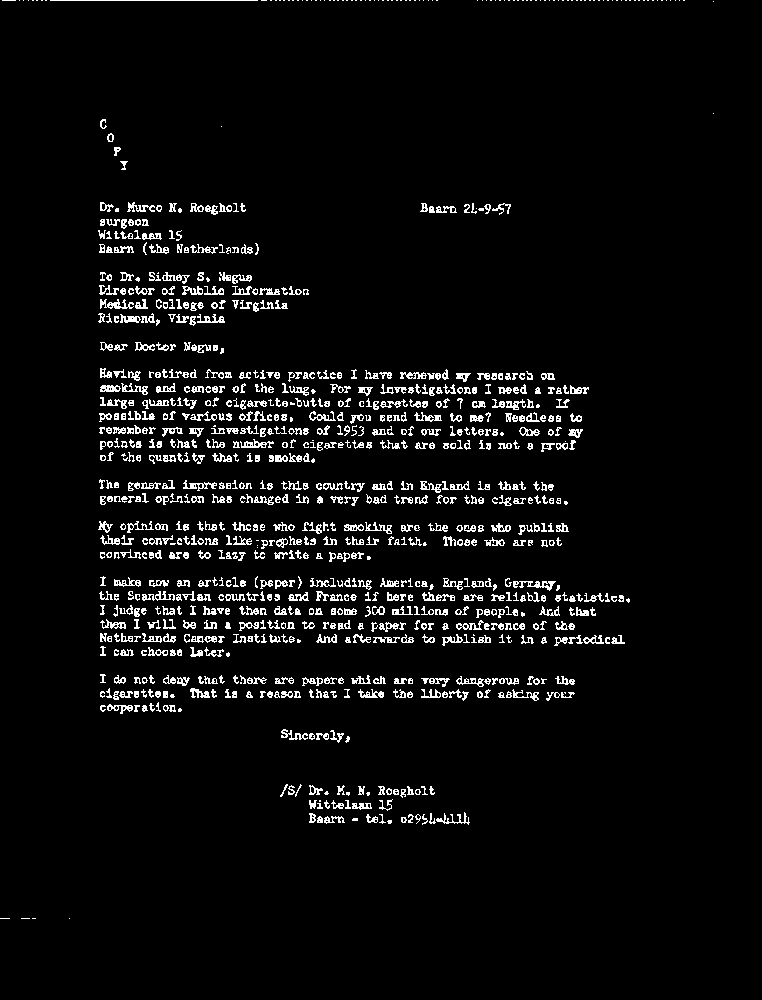 C
O
P
Y
Dr. Murco N. Roegholt Baarn 24-9-57
surgeon
Wittelaan 15
Baarn (the Netherlands)
To Dr. Sidney S. Negus
Director of Public Information
Medical College of Virginia
Richmond, Virginia
Dear Doctor Negus,
Having retired from active practice I have renewed my research on
smoking and cancer of the lung. For my investigations I need a rather
large quantity of cigarette-butts of cigarettes of 7 cm length. If
possible of various offices. Could you send them to me? Needless to
remember you my investigations of 1953 and of our letters. One of my
points is that the number of cigarettes that are sold is not a proof
of the quantity that is smoked.
The general impression is this country and in England is that the
general opinion has changed in a very bad trend for the cigarettes.
My opinion is that those who fight smoking are the ones who publish
their convictions like prophets in their faith. Those who are not
convinced are to lazy to write a paper.
I make now an article (paper) including America, England, Germany,
the Scandinavian countries and France if here there are reliable statistics.
I judge that I have then data on some 300 millions of people. And that
then I will be in a position to read a paper for a conference of the
Netherlands Cancer Institute. And afterwards to publish it in a periodical
I can choose later.
I do not deny that there are papere which are very dangerous for the
cigarettes. That is a reason that I take the liberty of asking your
cooperation.
Sincerely,
/S/ Dr. M. N. Roegholt
Wittelaan 15
Baarn - tel. 02954-4114